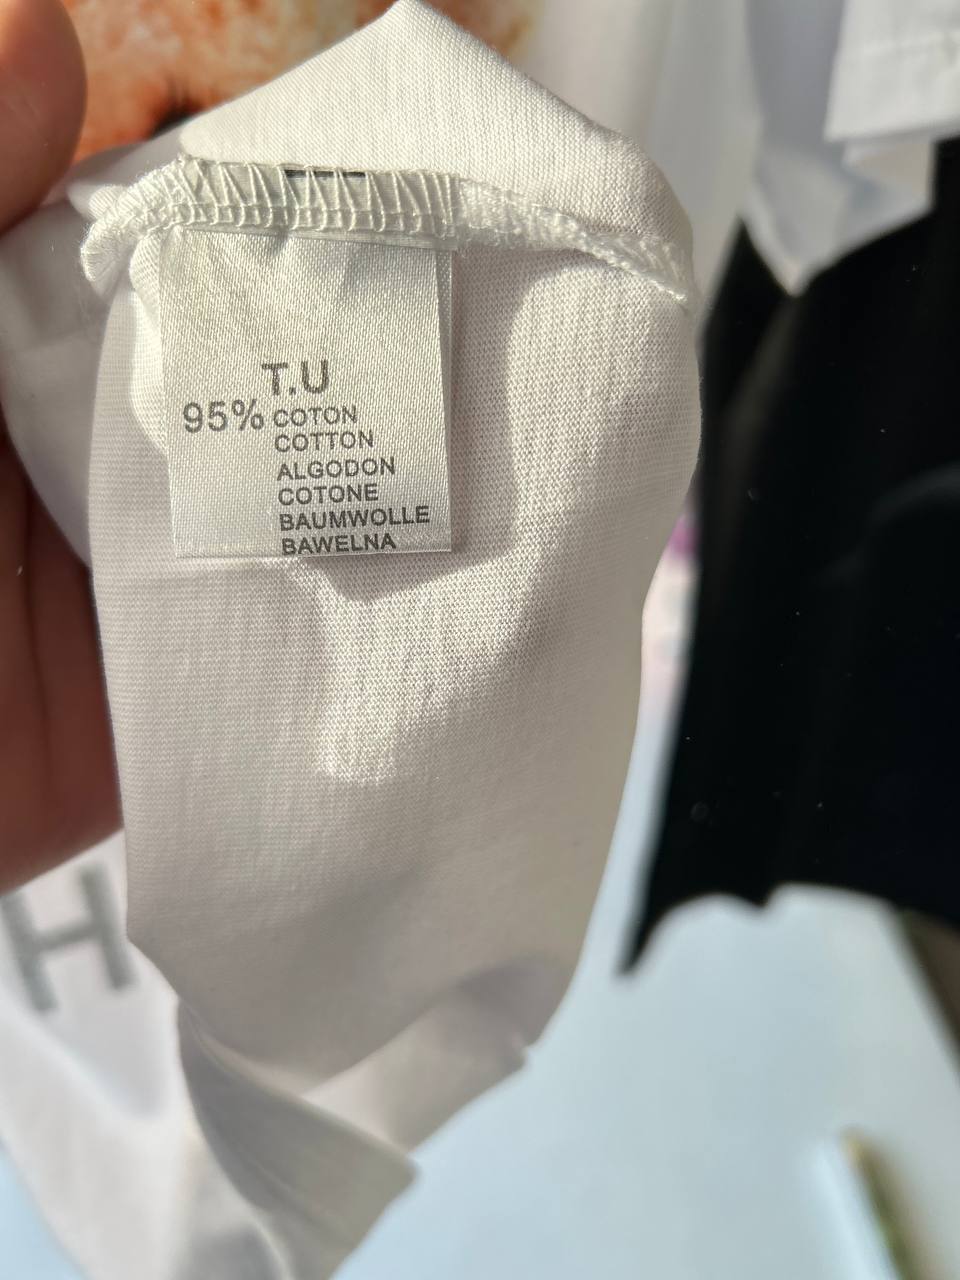 T.U
95% COTON
COTTON
ALGODON
COTONE
BAUMWOLLE
BAWELNA
H